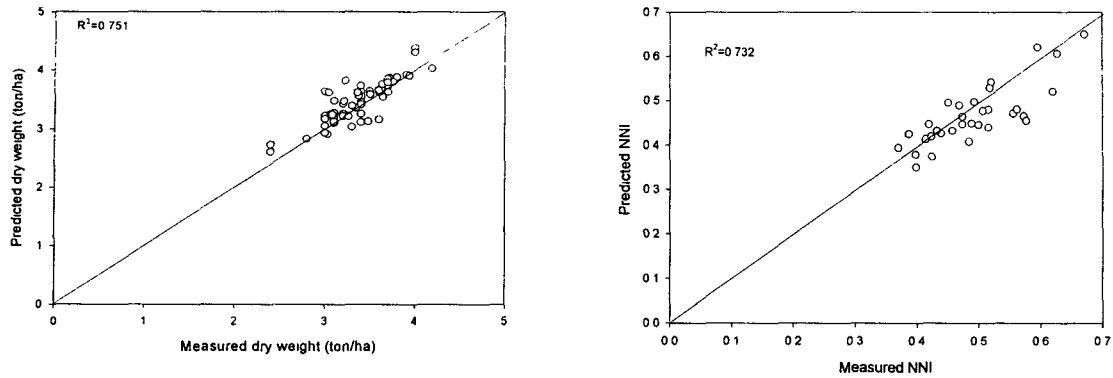 R²=0 751
Predicted dry weight (ton/ha)
5
4
3
2
1
0
0 1 2 3 4 5
Measured dry weight (ton/ha)
R²=0 732
Predicted NNI
0 7
0 6
0 5
0 4
0 3
0 2
0 1
0 0
0 0 0 1 0 2 0 3 0 4 0 5 0 6 0 7
Measured NNI